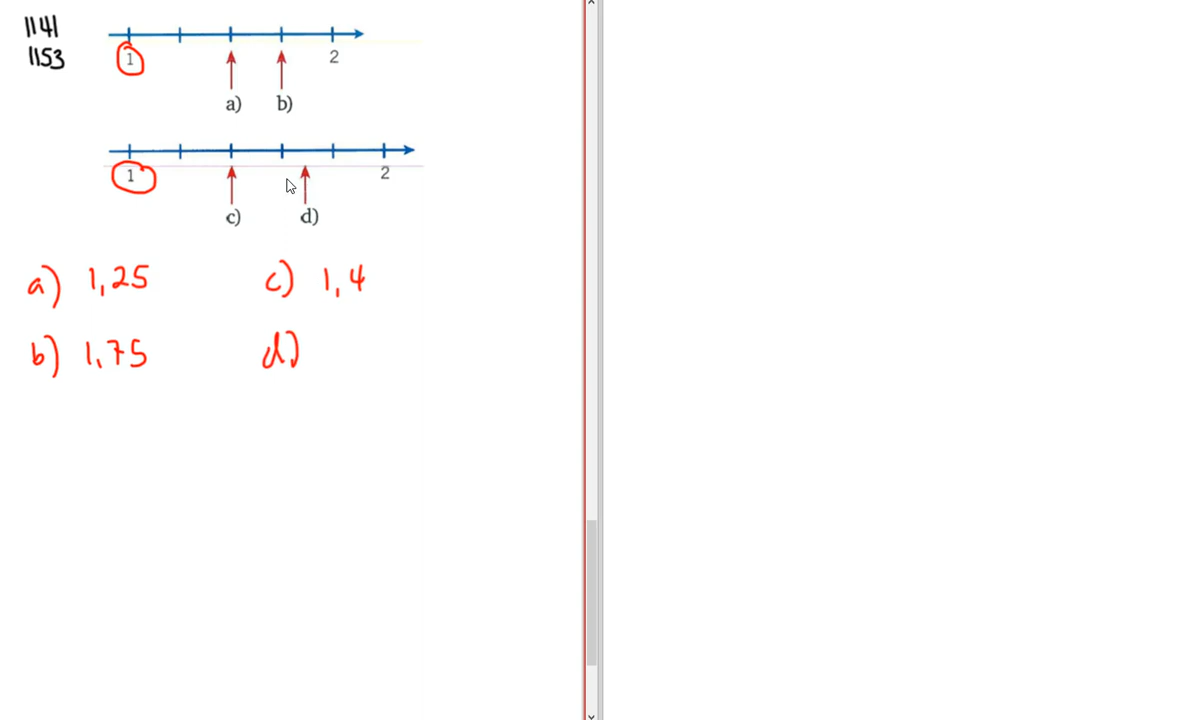 1141
1153
1 2
a) b)
1 2
c) d)
a) 1,25 c) 1,4
b) 1,75 d)